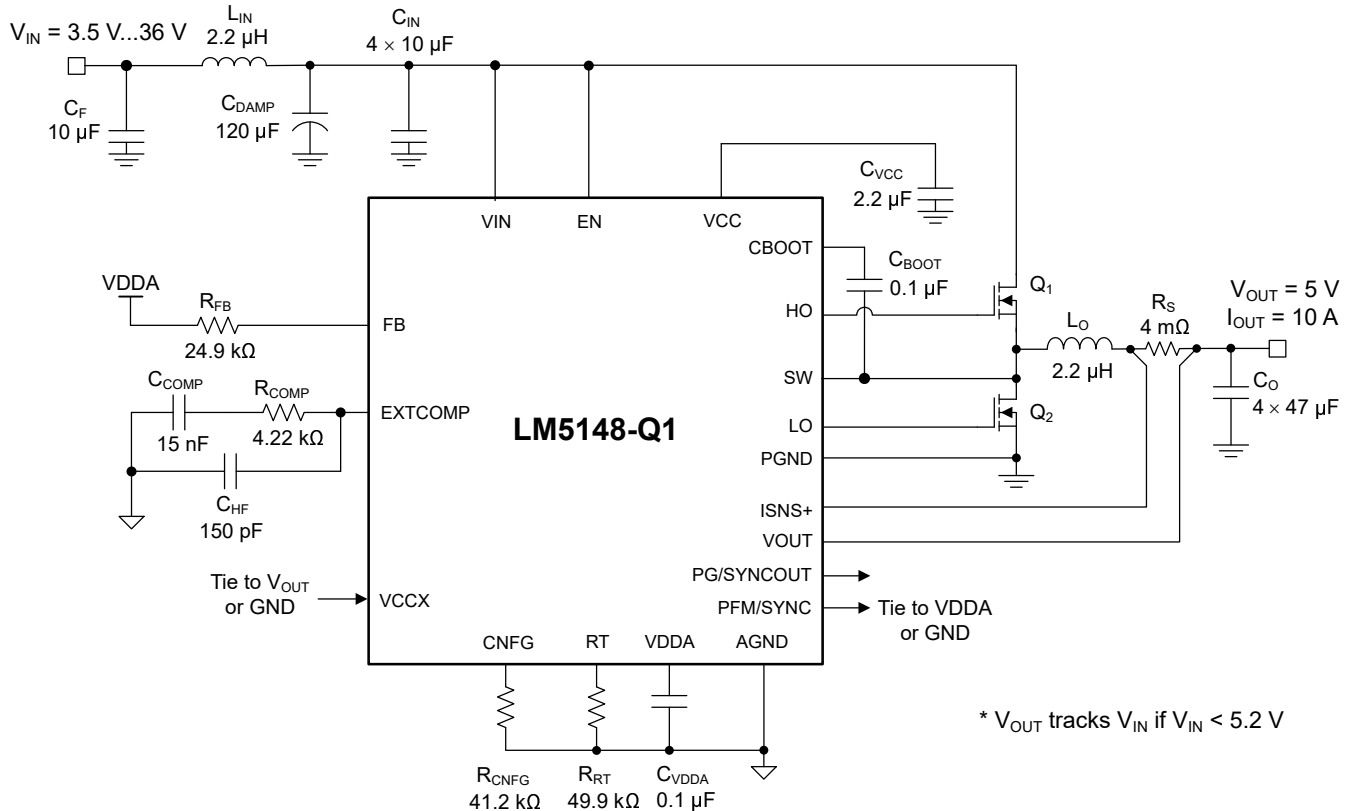 V_IN = 3.5 V...36 V
L_IN
2.2 µH
C_IN
4 × 10 µF
C_F
10 µF
C_DAMP
120 µF
C_VCC
2.2 µF
VIN
EN
VCC
CBOOT
C_BOOT
0.1 µF
VDDA
R_FB
24.9 kΩ
FB
HO
Q_1
V_OUT = 5 V
I_OUT = 10 A
L_O
2.2 µH
R_S
4 mΩ
C_COMP
15 nF
R_COMP
4.22 kΩ
EXTCOMP
C_HF
150 pF
LM5148-Q1
SW
LO
Q_2
C_O
4 × 47 µF
PGND
ISNS+
VOUT
PG/SYNCOUT
PFM/SYNC
Tie to VDDA
or GND
Tie to V_OUT
or GND
VCCX
CNFG
RT
VDDA
AGND
R_CNFG
41.2 kΩ
R_RT
49.9 kΩ
C_VDDA
0.1 µF
* V_OUT tracks V_IN if V_IN < 5.2 V